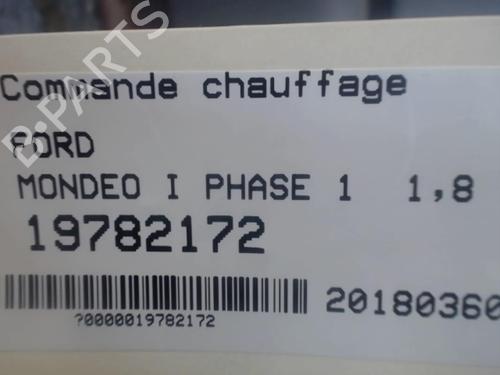 Commande chauffage
FORD
MONDEO I PHASE 1 1,8
19782172
20180360
?0000019782172
B-PARTS